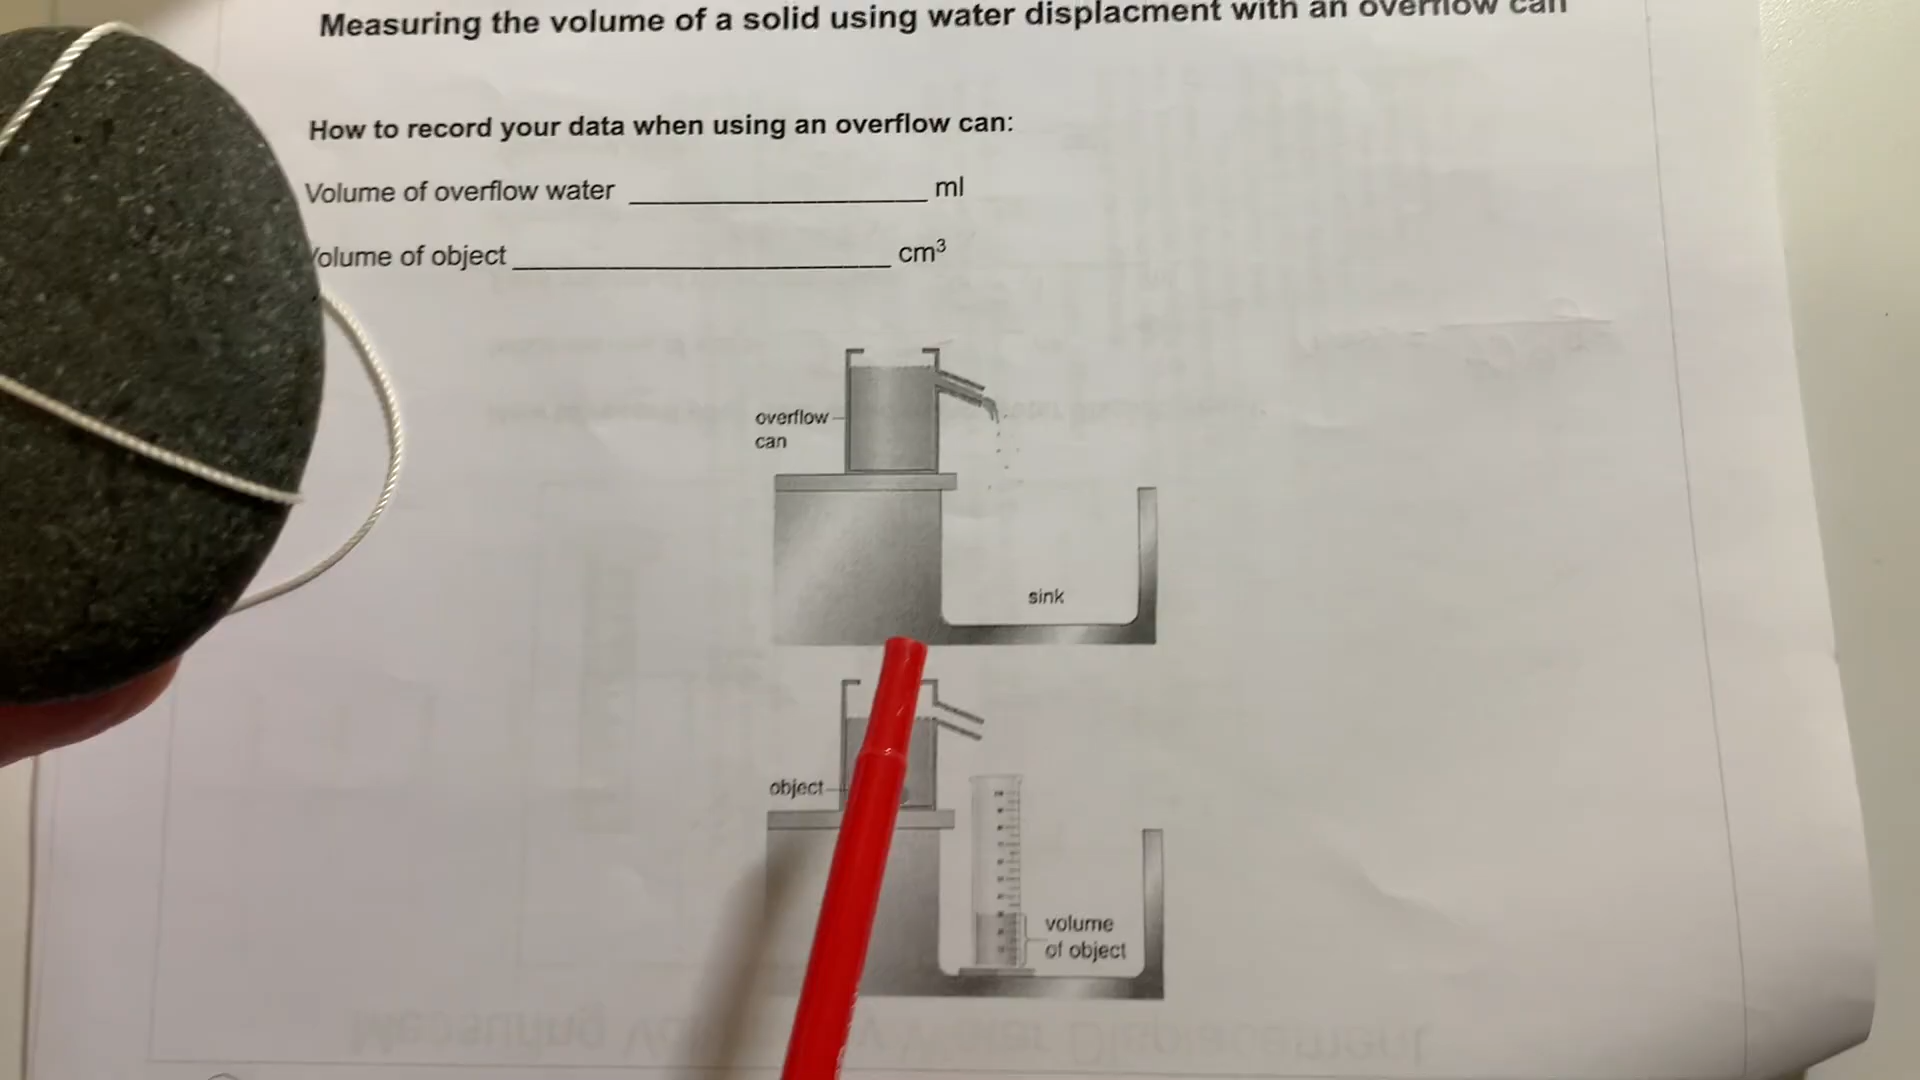 Measuring the volume of a solid using water displacment with an overflow can
How to record your data when using an overflow can:
Volume of overflow water ____________________ ml
olume of object _________________________ cm³
overflow
can
sink
object
volume
of object